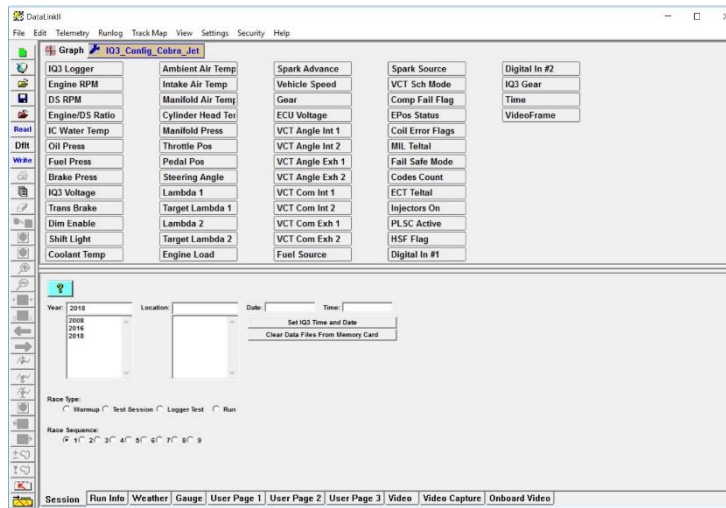 DataLinkII
File Edit Telemetry Runlog Track Map View Settings Security Help
Graph IQ3_Config_Cobra_Jet
IQ3 Logger Ambient Air Temp Spark Advance Spark Source Digital In #2
Engine RPM Intake Air Temp Vehicle Speed VCT Sch Mode IQ3 Gear
DS RPM Manifold Air Temp Gear Comp Fail Flag Time
Engine/DS Ratio Cylinder Head Ter ECU Voltage EPos Status VideoFrame
Read IC Water Temp Manifold Press VCT Angle Int 1 Coil Error Flags
Dflt Oil Press Throttle Pos VCT Angle Int 2 MIL Teltal
Write Fuel Press Pedal Pos VCT Angle Exh 1 Fail Safe Mode
Brake Press Steering Angle VCT Angle Exh 2 Codes Count
IQ3 Voltage Lambda 1 VCT Com Int 1 ECT Teltal
Trans Brake Target Lambda 1 VCT Com Int 2 Injectors On
Dim Enable Lambda 2 VCT Com Exh 1 PLSC Active
Shift Light Target Lambda 2 VCT Com Exh 2 HSF Flag
Coolant Temp Engine Load Fuel Source Digital In #1
?
Year: 2018 Location: Date: Time:
2008
2016
2018
Set IQ3 Time and Date
Clear Data Files From Memory Card
Race Type:
Warmup Test Session Logger Test Run
Race Sequence:
1 2 3 4 5 6 7 8 9
Session Run Info Weather Gauge User Page 1 User Page 2 User Page 3 Video Video Capture Onboard Video